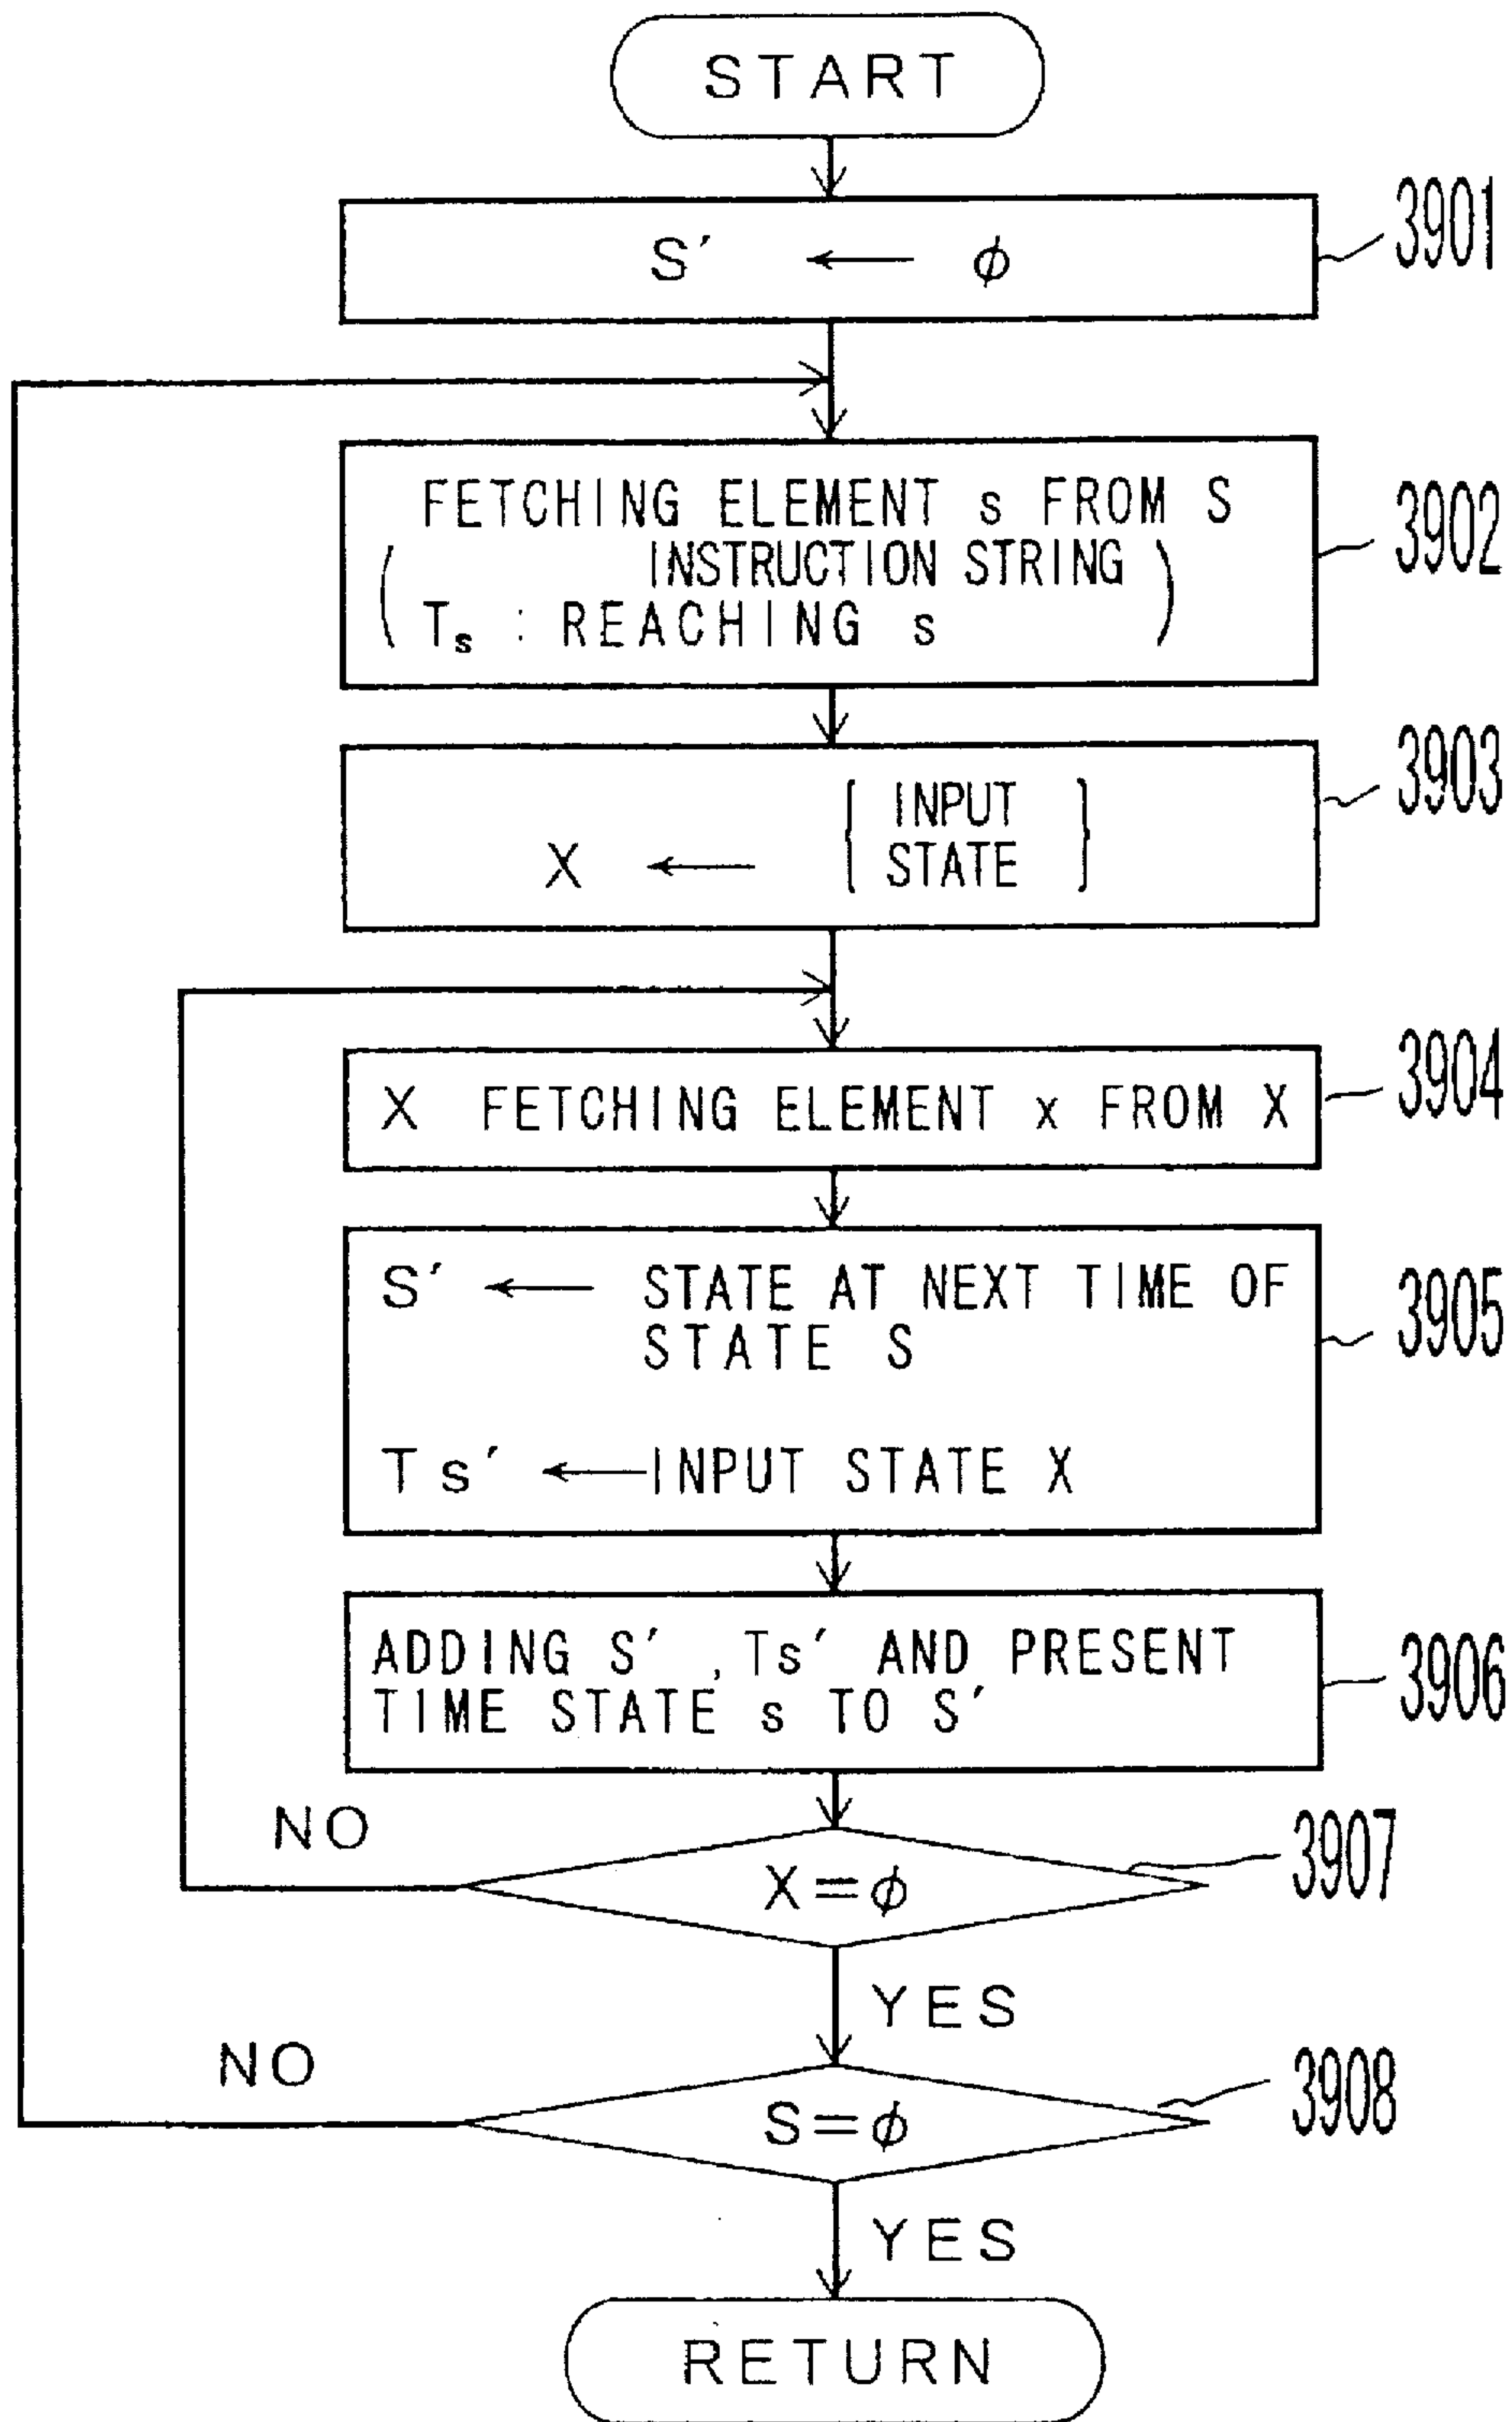 START
S' ← ϕ
3901
FETCHING ELEMENT s FROM S
( INSTRUCTION STRING )
( Ts : REACHING s )
3902
X ← { INPUT STATE }
3903
X FETCHING ELEMENT x FROM X
3904
S' ← STATE AT NEXT TIME OF
STATE S
Ts' ← INPUT STATE X
3905
ADDING S', Ts' AND PRESENT
TIME STATE s TO S'
3906
NO
X=ϕ
3907
YES
NO
S=ϕ
3908
YES
RETURN